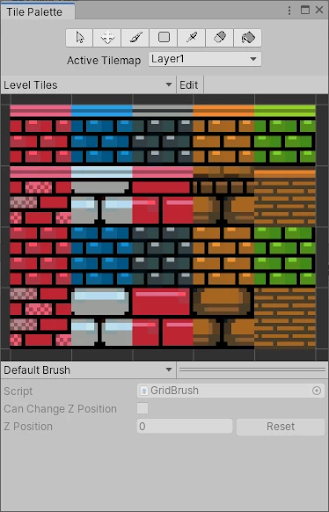 Tile Palette
Active Tilemap Layer1
Level Tiles Edit
Default Brush
Script GridBrush
Can Change Z Position
Z Position 0 Reset